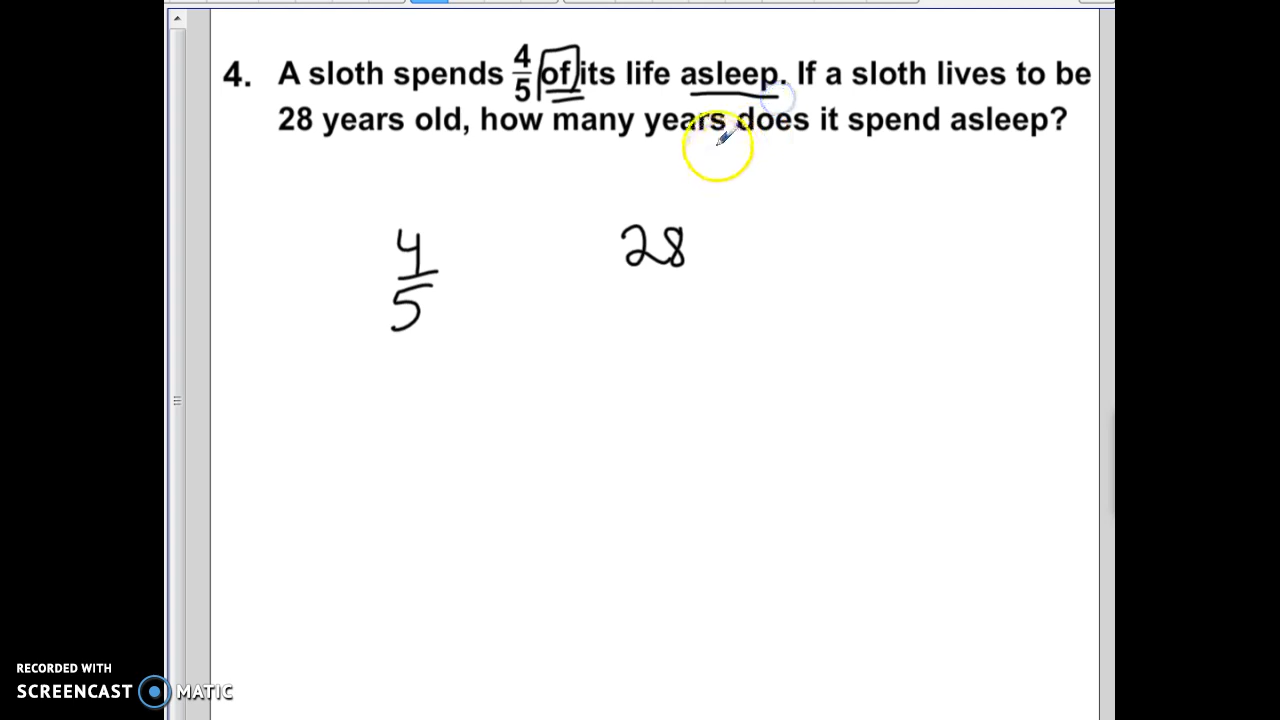 4. A sloth spends 4/5 of its life asleep. If a sloth lives to be
28 years old, how many years does it spend asleep?
4/5 28
RECORDED WITH
SCREENCAST MATIC